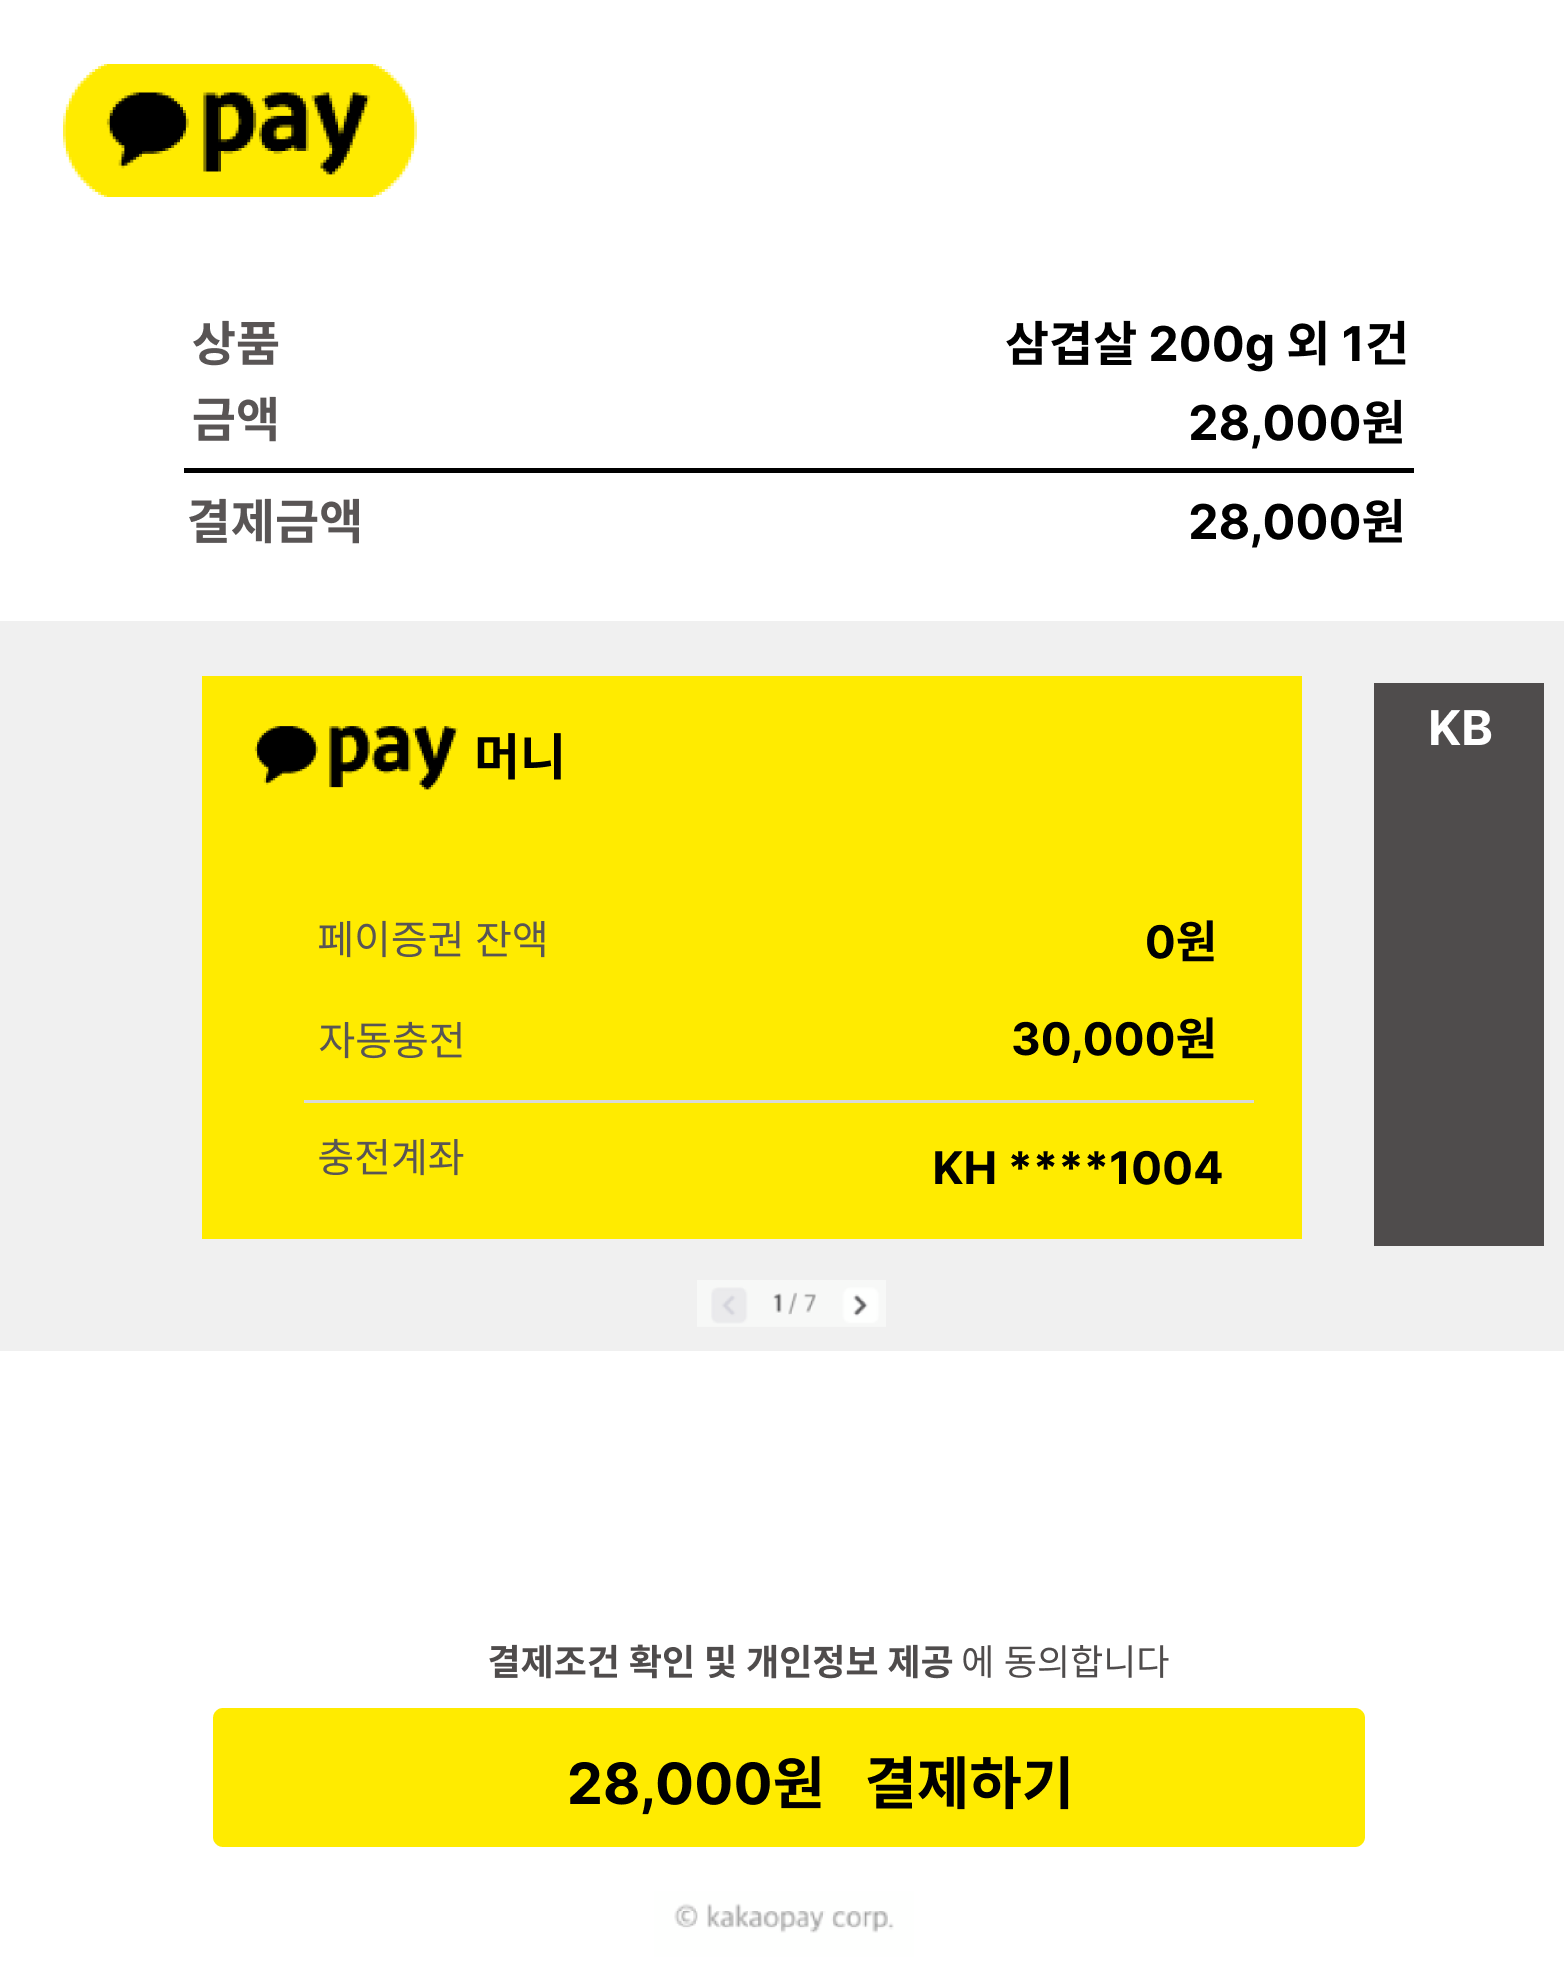 pay
상품 삼겹살 200g 외 1건
금액 28,000원
결제금액 28,000원
pay 머니
KB
페이증권 잔액 0원
자동충전 30,000원
충전계좌 KH ****1004
1 / 7
결제조건 확인 및 개인정보 제공 에 동의합니다
28,000원 결제하기
© kakaopay corp.